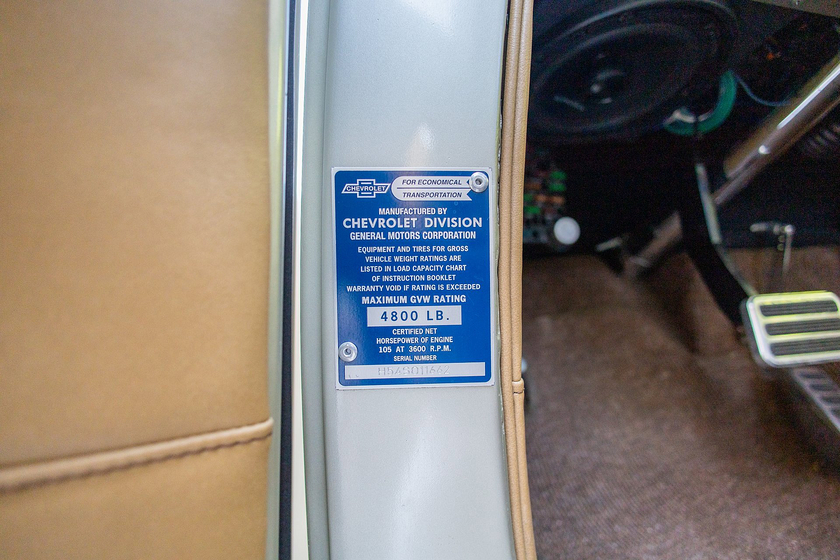 CHEVROLET
FOR ECONOMICAL
TRANSPORTATION
MANUFACTURED BY
CHEVROLET DIVISION
GENERAL MOTORS CORPORATION
EQUIPMENT AND TIRES FOR GROSS
VEHICLE WEIGHT RATINGS ARE
LISTED IN LOAD CAPACITY CHART
OF INSTRUCTION BOOKLET
WARRANTY VOID IF RATING IS EXCEEDED
MAXIMUM GVW RATING
4800 LB.
CERTIFIED NET
HORSEPOWER OF ENGINE
105 AT 3600 R.P.M.
SERIAL NUMBER